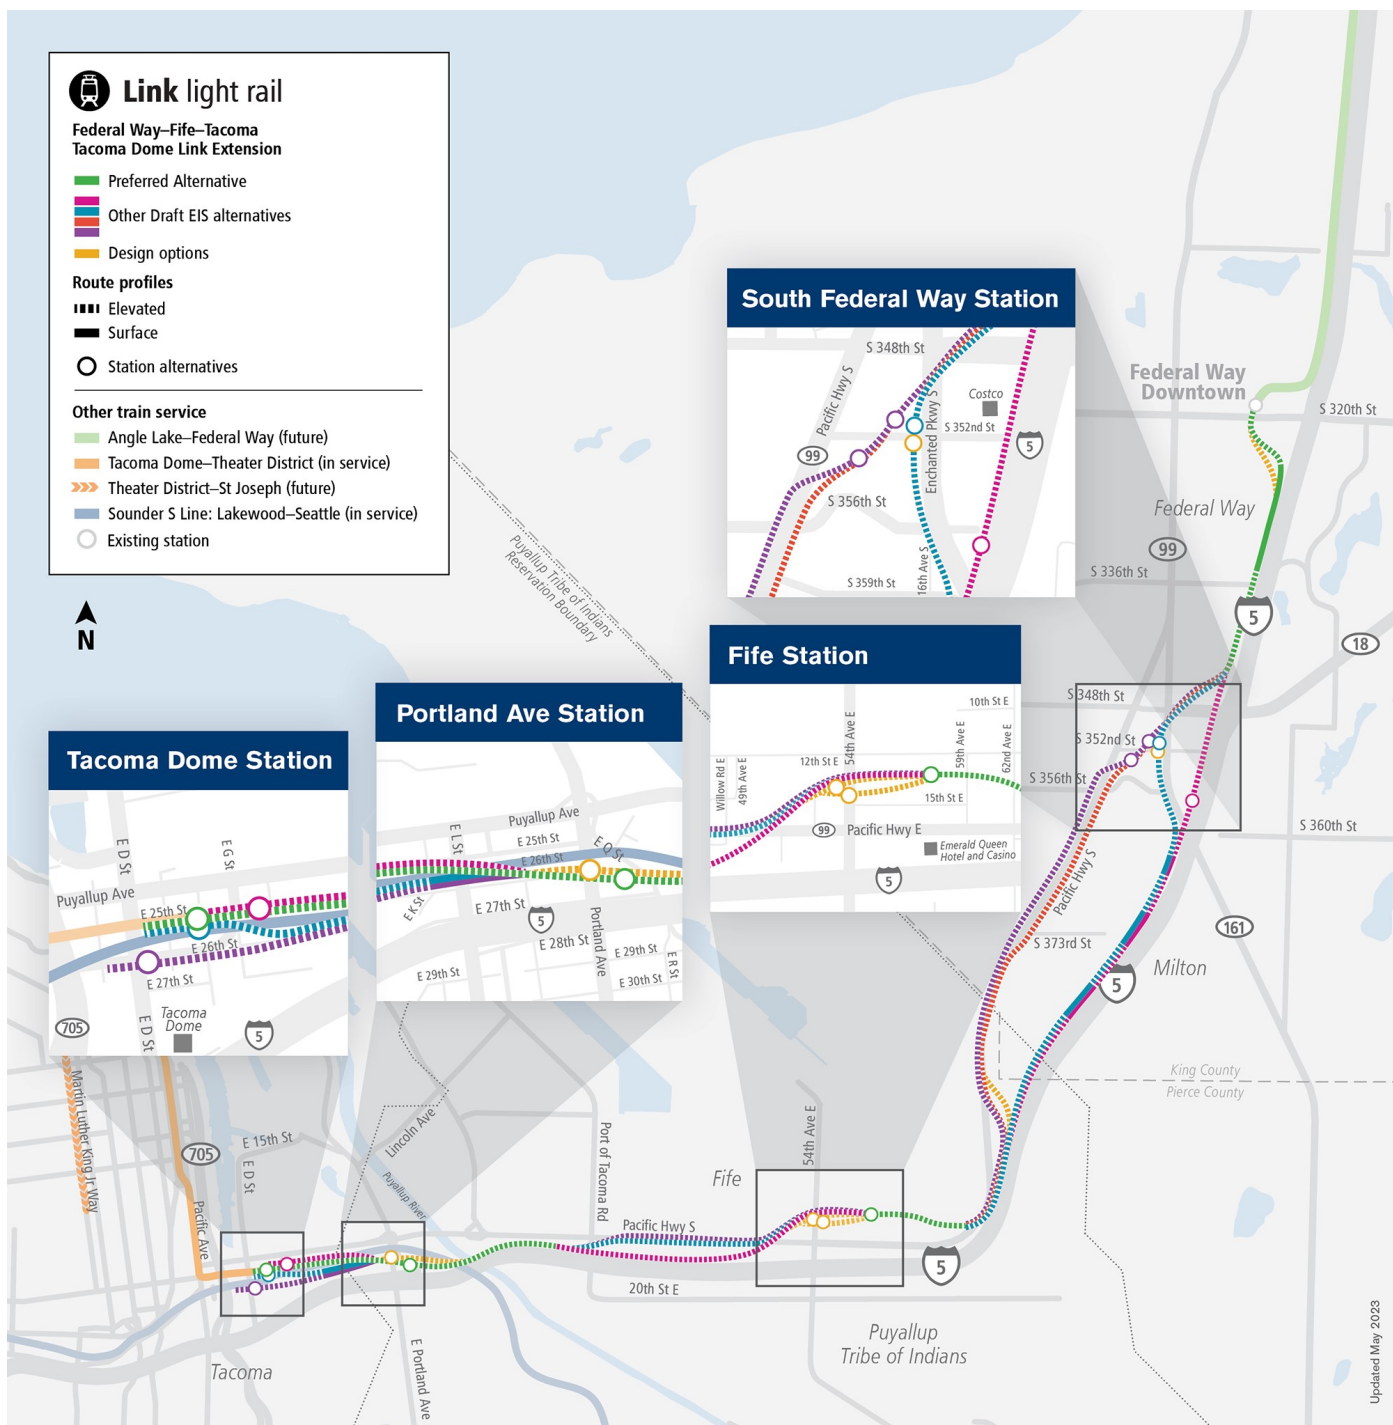 Link light rail
Federal Way–Fife–Tacoma
Tacoma Dome Link Extension
Preferred Alternative
Other Draft EIS alternatives
Design options
Route profiles
Elevated
Surface
Station alternatives
Other train service
Angle Lake–Federal Way (future)
Tacoma Dome–Theater District (in service)
Theater District–St Joseph (future)
Sounder S Line: Lakewood–Seattle (in service)
Existing station
N
Puyallup Tribe of Indians
Reservation Boundary
South Federal Way Station
S 348th St
Pacific Hwy S
Costco
Enchanted Pkwy S
S 352nd St
99
5
S 356th St
16th Ave S
S 359th St
Federal Way
Downtown
S 320th St
Federal Way
99
S 336th St
5
18
S 348th St
S 352nd St
S 356th St
S 360th St
Pacific Hwy S
S 373rd St
161
Milton
5
King County
Pierce County
Fife Station
10th St E
54th Ave E
59th Ave E
62nd Ave E
12th St E
Willow Rd E
49th Ave E
15th St E
99
Pacific Hwy E
Emerald Queen
Hotel and Casino
5
Portland Ave Station
Puyallup Ave
E L St
E 25th St
E Q St
E 26th St
E K St
E 27th St
5
E 28th St
Portland Ave
E 29th St
E R St
E 29th St
E 30th St
Tacoma Dome Station
E D St
E G St
Puyallup Ave
E 25th St
E 26th St
E 27th St
Tacoma
Dome
705
E D St
5
Martin Luther King Jr Way
705
E 15th St
E D St
Pacific Ave
Lincoln Ave
Puyallup River
Port of Tacoma Rd
54th Ave E
Fife
Pacific Hwy S
20th St E
5
Puyallup
Tribe of Indians
Tacoma
E Portland Ave
Updated May 2023